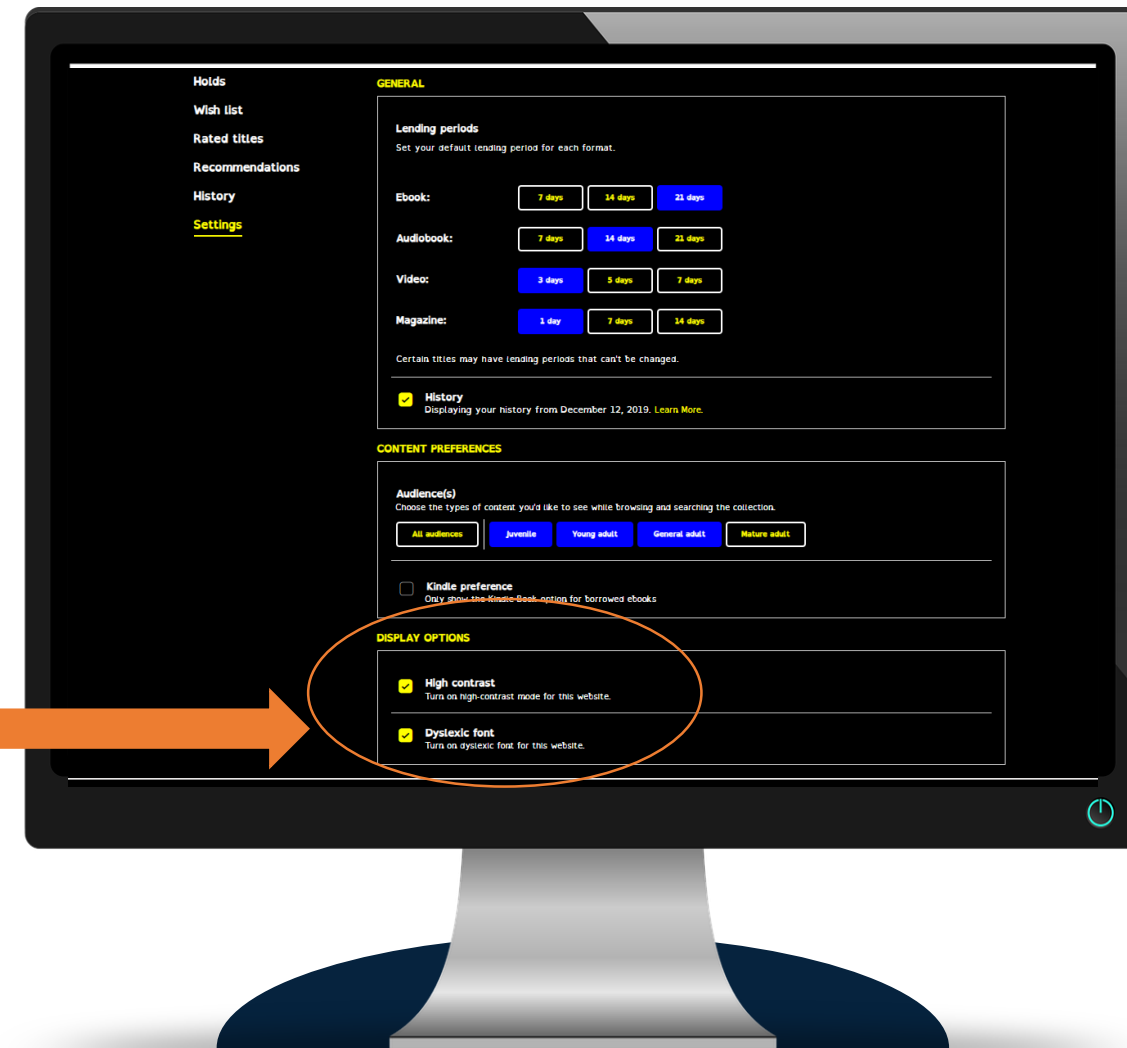 Holds
Wish list
Rated titles
Recommendations
History
Settings
GENERAL
Lending periods
Set your default lending period for each format.
Ebook: 7 days 14 days 21 days
Audiobook: 7 days 14 days 21 days
Video: 3 days 5 days 7 days
Magazine: 1 day 7 days 14 days
Certain titles may have lending periods that can't be changed.
History
Displaying your history from December 12, 2019. Learn More.
CONTENT PREFERENCES
Audience(s)
Choose the types of content you'd like to see while browsing and searching the collection.
All audiences Juvenile Young adult General adult Mature adult
Kindle preference
Only show the Kindle Book option for borrowed ebooks
DISPLAY OPTIONS
High contrast
Turn on high-contrast mode for this website.
Dyslexic font
Turn on dyslexic font for this website.